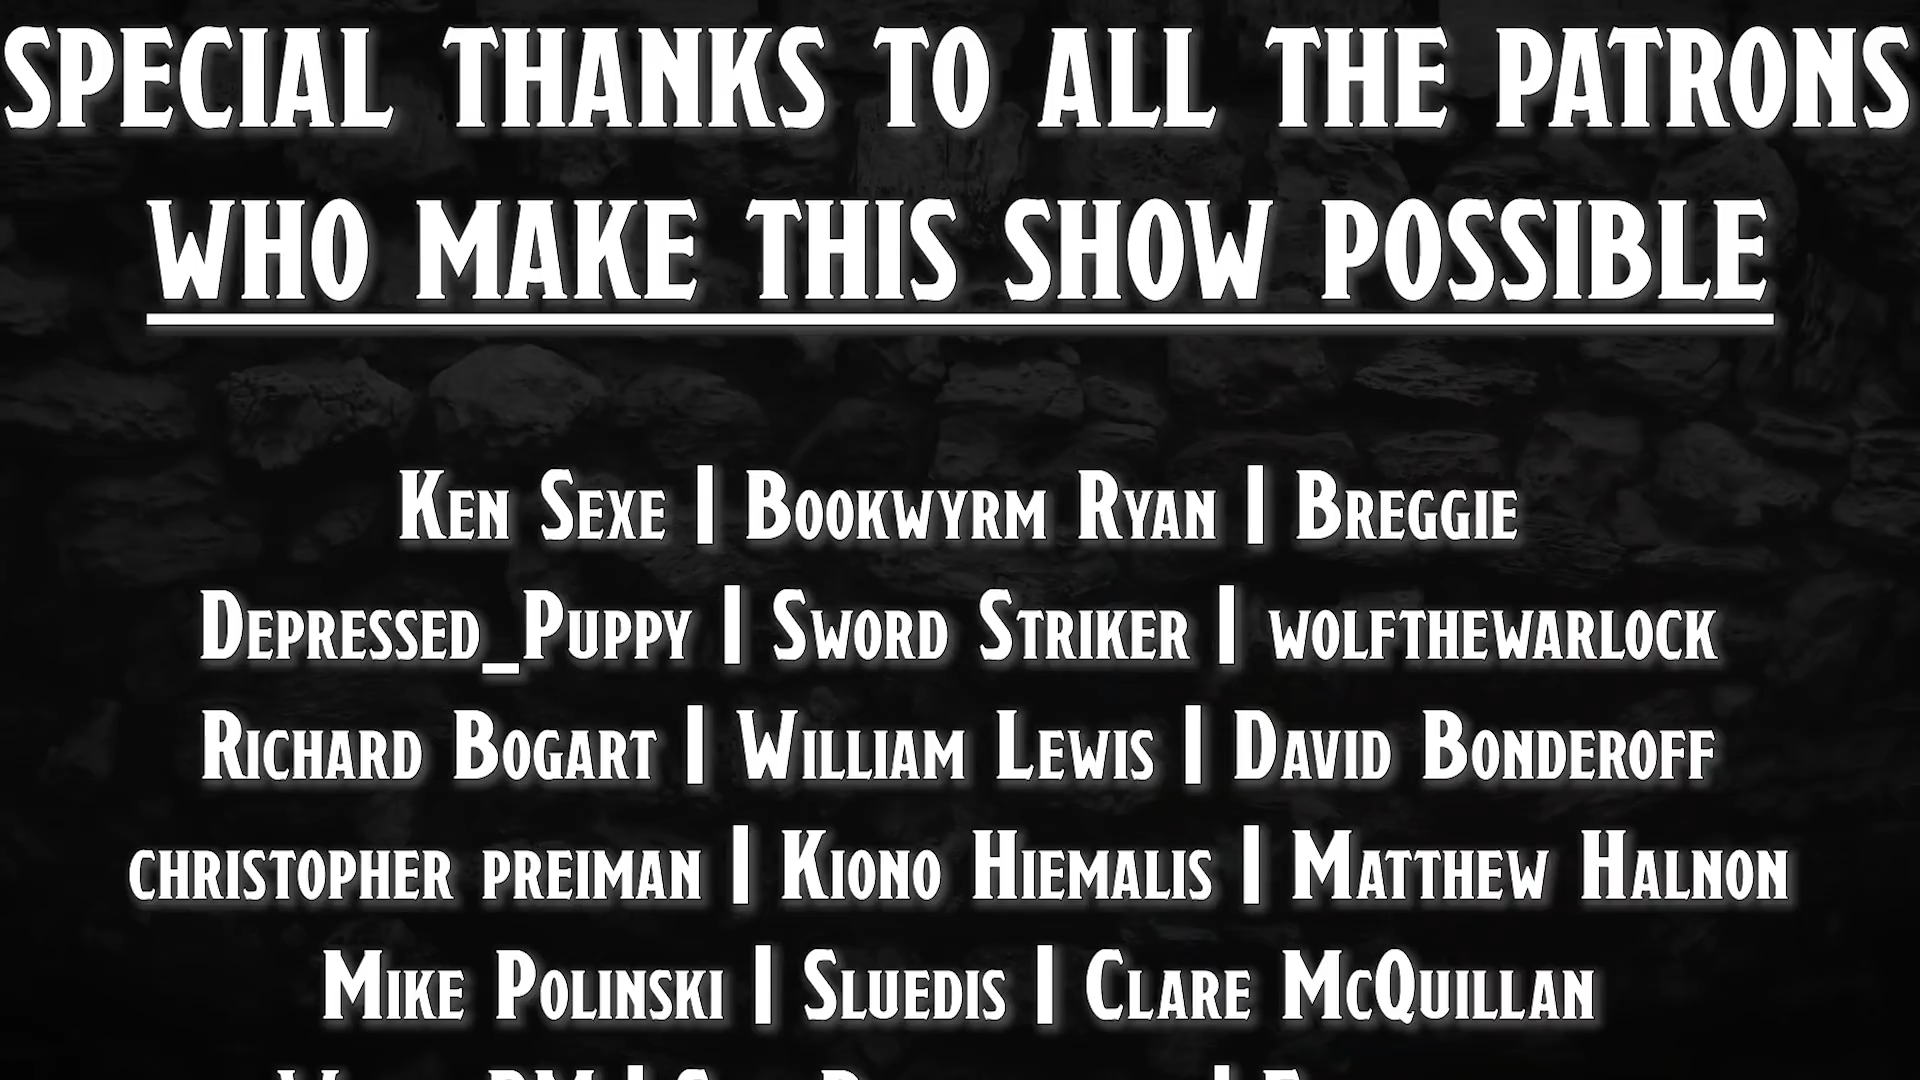 SPECIAL THANKS TO ALL THE PATRONS
WHO MAKE THIS SHOW POSSIBLE
Ken Sexe | Bookwyrm Ryan | Breggie
Depressed_Puppy | Sword Striker | wolfthewarlock
Richard Bogart | William Lewis | David Bonderoff
christopher preiman | Kiono Hiemalis | Matthew Halnon
Mike Polinski | Sluedis | Clare McQuillan